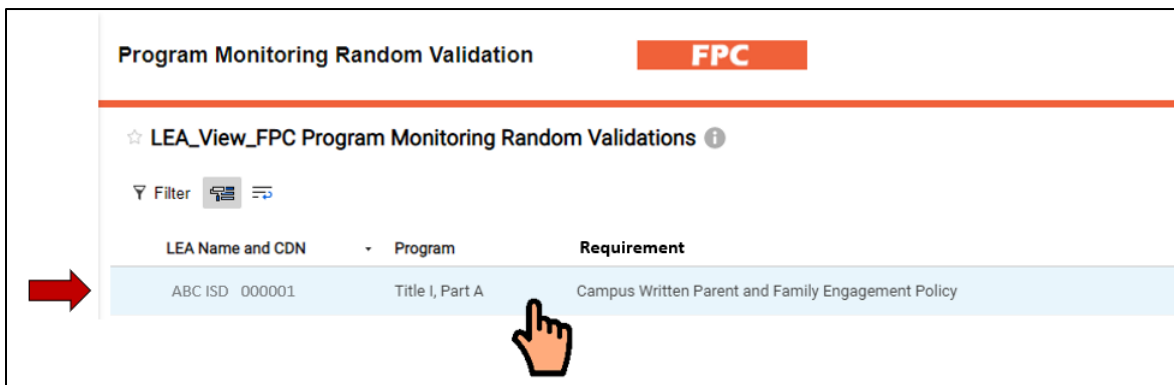 Program Monitoring Random Validation FPC
LEA_View_FPC Program Monitoring Random Validations i
Filter
LEA Name and CDN Program Requirement
ABC ISD 000001 Title I, Part A Campus Written Parent and Family Engagement Policy